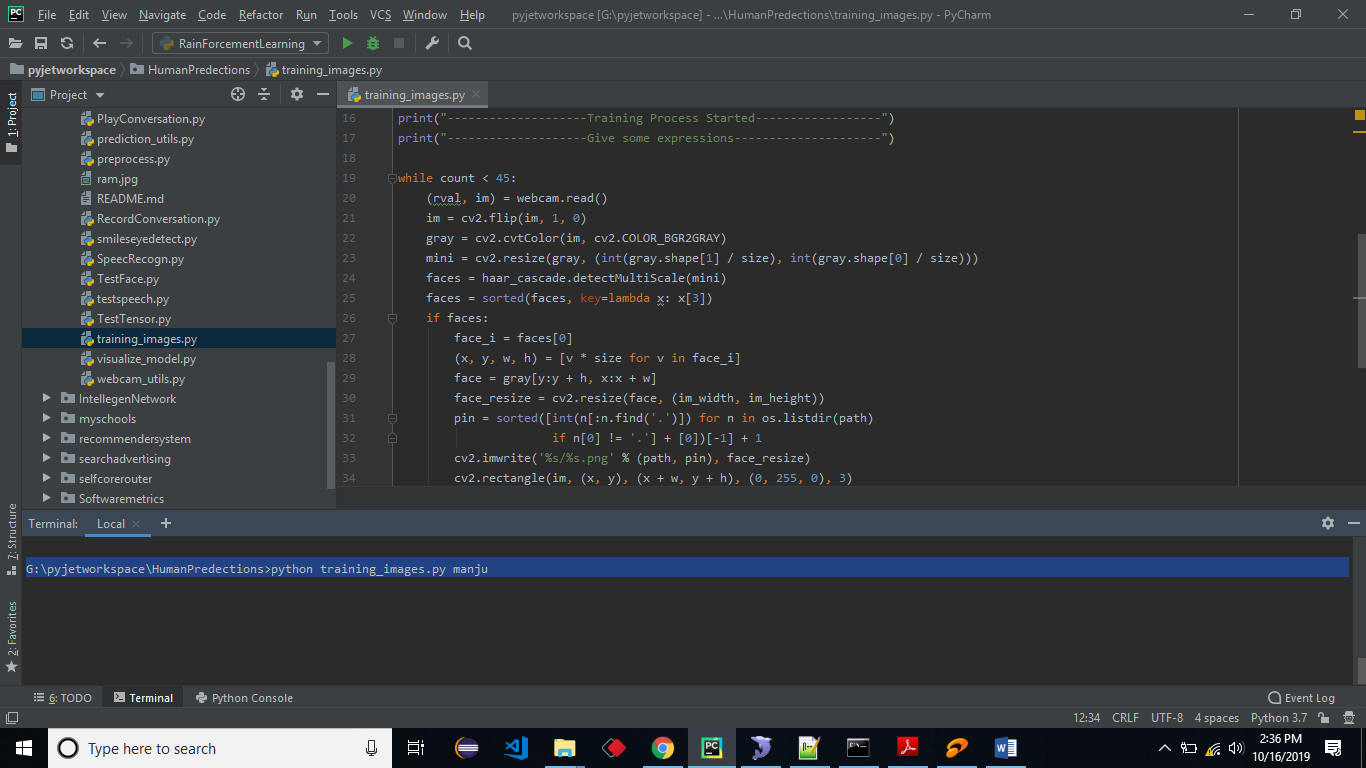 File Edit View Navigate Code Refactor Run Tools VCS Window Help pyjetworkspace [G:\pyjetworkspace] - ...\HumanPredections\training_images.py - PyCharm
RainForcementLearning
pyjetworkspace HumanPredections training_images.py
1: Project
Project
training_images.py
PlayConversation.py
prediction_utils.py
preprocess.py
ram.jpg
README.md
RecordConversation.py
smileseyedetect.py
SpeecRecogn.py
TestFace.py
testspeech.py
TestTensor.py
training_images.py
visualize_model.py
webcam_utils.py
IntellegenNetwork
myschools
recommendersystem
searchadvertising
selfcorerouter
Softwaremetrics
16 print("--------------------Training Process Started------------------")
17 print("--------------------Give some expressions---------------------")
18
19 while count < 45:
20 (rval, im) = webcam.read()
21 im = cv2.flip(im, 1, 0)
22 gray = cv2.cvtColor(im, cv2.COLOR_BGR2GRAY)
23 mini = cv2.resize(gray, (int(gray.shape[1] / size), int(gray.shape[0] / size)))
24 faces = haar_cascade.detectMultiScale(mini)
25 faces = sorted(faces, key=lambda x: x[3])
26 if faces:
27 face_i = faces[0]
28 (x, y, w, h) = [v * size for v in face_i]
29 face = gray[y:y + h, x:x + w]
30 face_resize = cv2.resize(face, (im_width, im_height))
31 pin = sorted([int(n[:n.find('.')]) for n in os.listdir(path)
32 if n[0] != '.'] + [0])[-1] + 1
33 cv2.imwrite('%s/%s.png' % (path, pin), face_resize)
34 cv2.rectangle(im, (x, y), (x + w, y + h), (0, 255, 0), 3)
7: Structure
2: Favorites
Terminal: Local
G:\pyjetworkspace\HumanPredections>python training_images.py manju
6: TODO Terminal Python Console Event Log
12:34 CRLF UTF-8 4 spaces Python 3.7
Type here to search
2:36 PM
10/16/2019